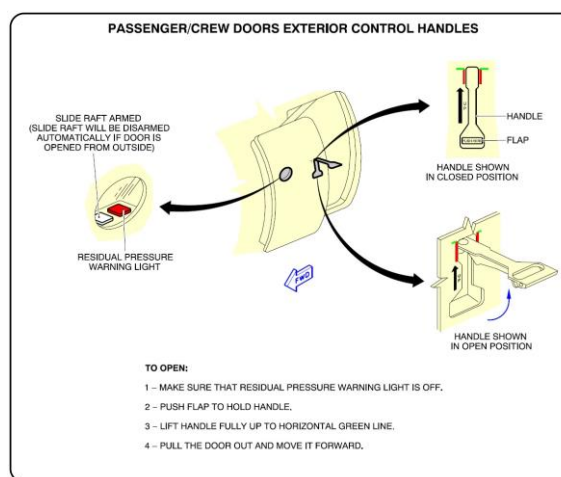 PASSENGER/CREW DOORS EXTERIOR CONTROL HANDLES
SLIDE RAFT ARMED
(SLIDE RAFT WILL BE DISARMED
AUTOMATICALLY IF DOOR IS
OPENED FROM OUTSIDE)
RESIDUAL PRESSURE
WARNING LIGHT
HANDLE
FLAP
HANDLE SHOWN
IN CLOSED POSITION
FWD
HANDLE SHOWN
IN OPEN POSITION
TO OPEN:
1 – MAKE SURE THAT RESIDUAL PRESSURE WARNING LIGHT IS OFF.
2 – PUSH FLAP TO HOLD HANDLE.
3 – LIFT HANDLE FULLY UP TO HORIZONTAL GREEN LINE.
4 – PULL THE DOOR OUT AND MOVE IT FORWARD.